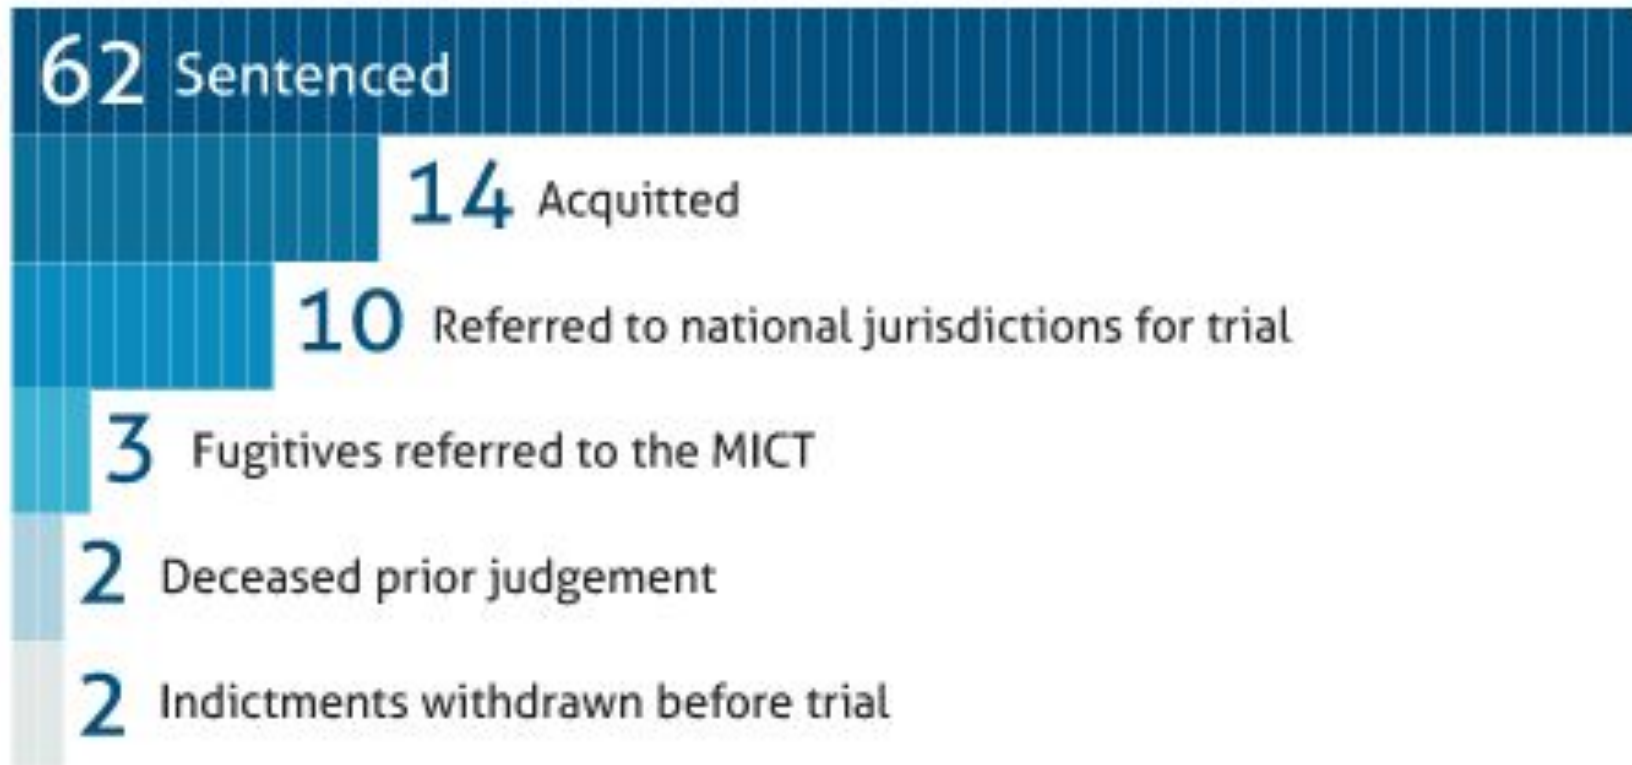 62 Sentenced
14 Acquitted
10 Referred to national jurisdictions for trial
3 Fugitives referred to the MICT
2 Deceased prior judgement
2 Indictments withdrawn before trial